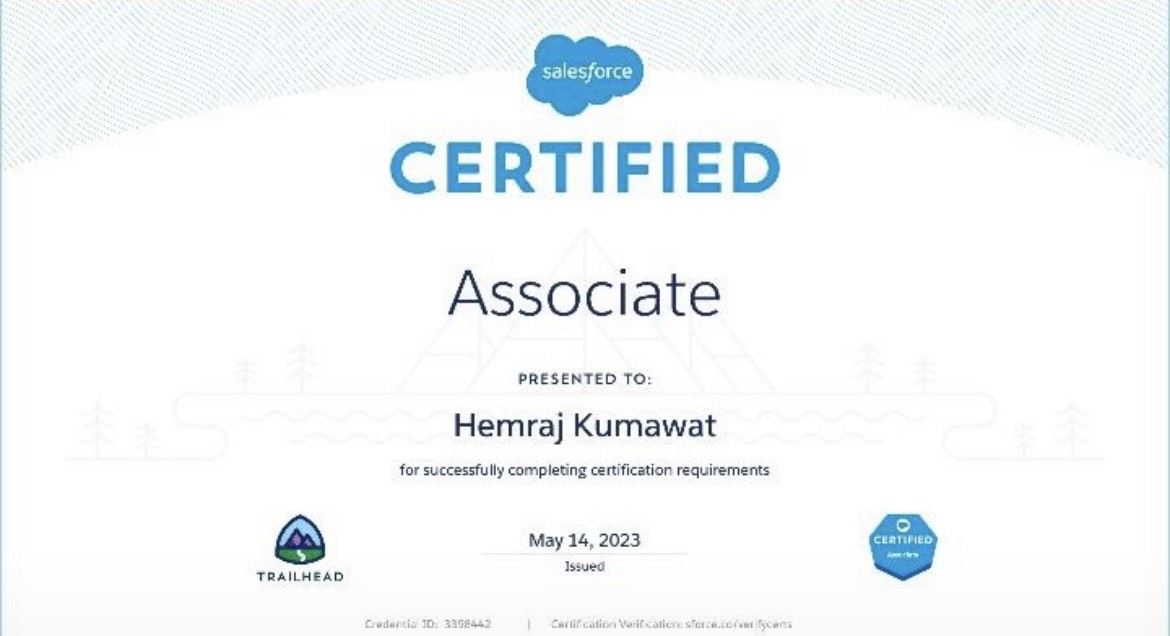 salesforce
CERTIFIED
Associate
PRESENTED TO:
Hemraj Kumawat
for successfully completing certification requirements
May 14, 2023
Issued
TRAILHEAD
CERTIFIED
Associate
Credential ID: 3398442 | Certification Verification: sforce.co/verifycerts